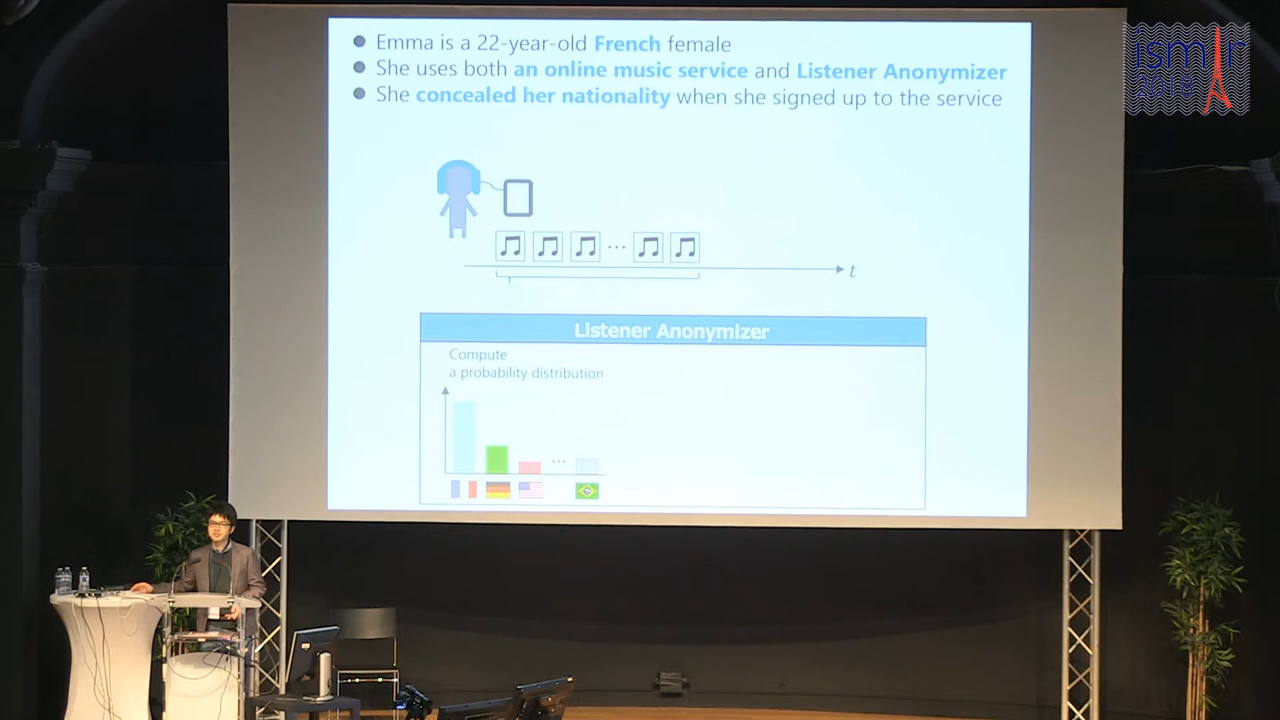 Emma is a 22-year-old French female
She uses both an online music service and Listener Anonymizer
She concealed her nationality when she signed up to the service
... t
Listener Anonymizer
Compute
a probability distribution
...
ismir
2018